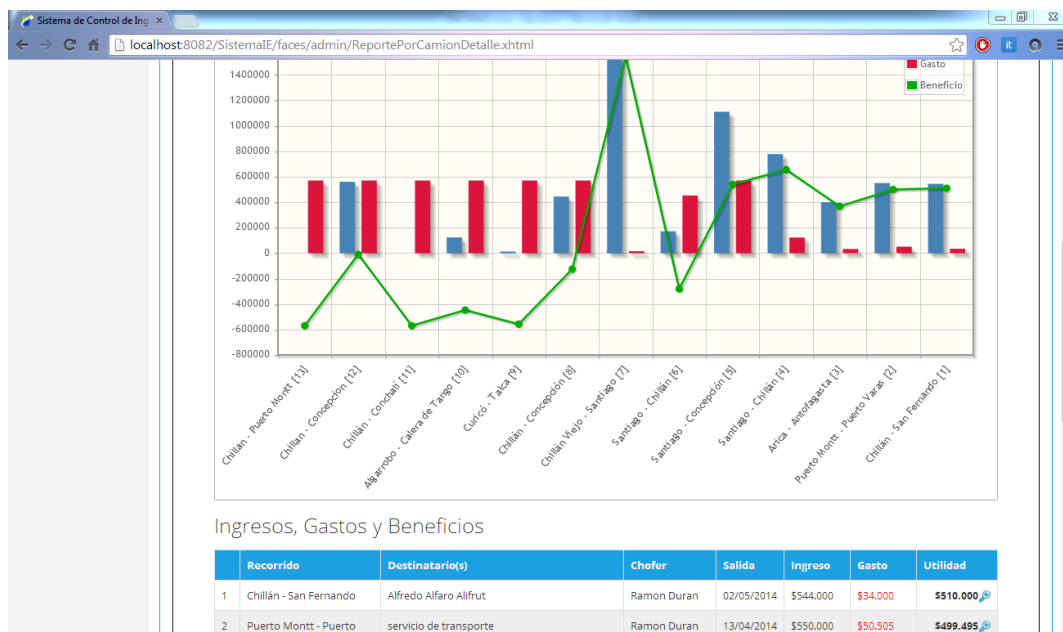 Sistema de Control de Ing
localhost:8082/SistemaIE/faces/admin/ReportePorCamionDetalle.xhtml
Gasto
Beneficio
1400000
1200000
1000000
800000
600000
400000
200000
0
-200000
-400000
-600000
-800000
Chillan - Puerto Montt [13]
Chillan - Concepcion [12]
Chillán - Conchalí [11]
Algarrobo - Calera de Tango [10]
Curicó - Talca [9]
Chillán - Concepción [8]
Chillán Viejo - Santiago [7]
Santiago - Chillán [6]
Santiago - Concepción [5]
Santiago - Chillán [4]
Arica - Antofagasta [3]
Puerto Montt - Puerto Varas [2]
Chillán - San Fernando [1]
Ingresos, Gastos y Beneficios
Recorrido Destinatario(s) Chofer Salida Ingreso Gasto Utilidad
1 Chillán - San Fernando Alfredo Alfaro Alifrut Ramon Duran 02/05/2014 $544.000 $34.000 $510.000
2 Puerto Montt - Puerto servicio de transporte Ramon Duran 13/04/2014 $550.000 $50.505 $499.495